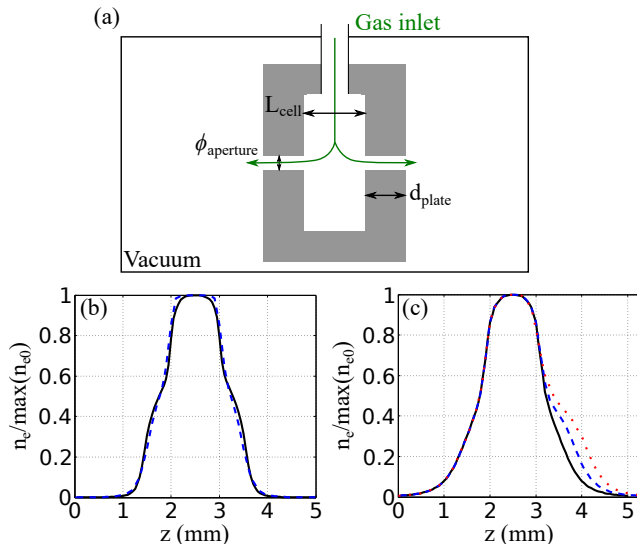 (a)
Gas inlet
L_cell
ϕ_aperture
d_plate
Vacuum
(b)
n_e/max(n_e0)
1
0.8
0.6
0.4
0.2
0
0 1 2 3 4 5
z (mm)
(c)
n_e/max(n_e0)
1
0.8
0.6
0.4
0.2
0
0 1 2 3 4 5
z (mm)